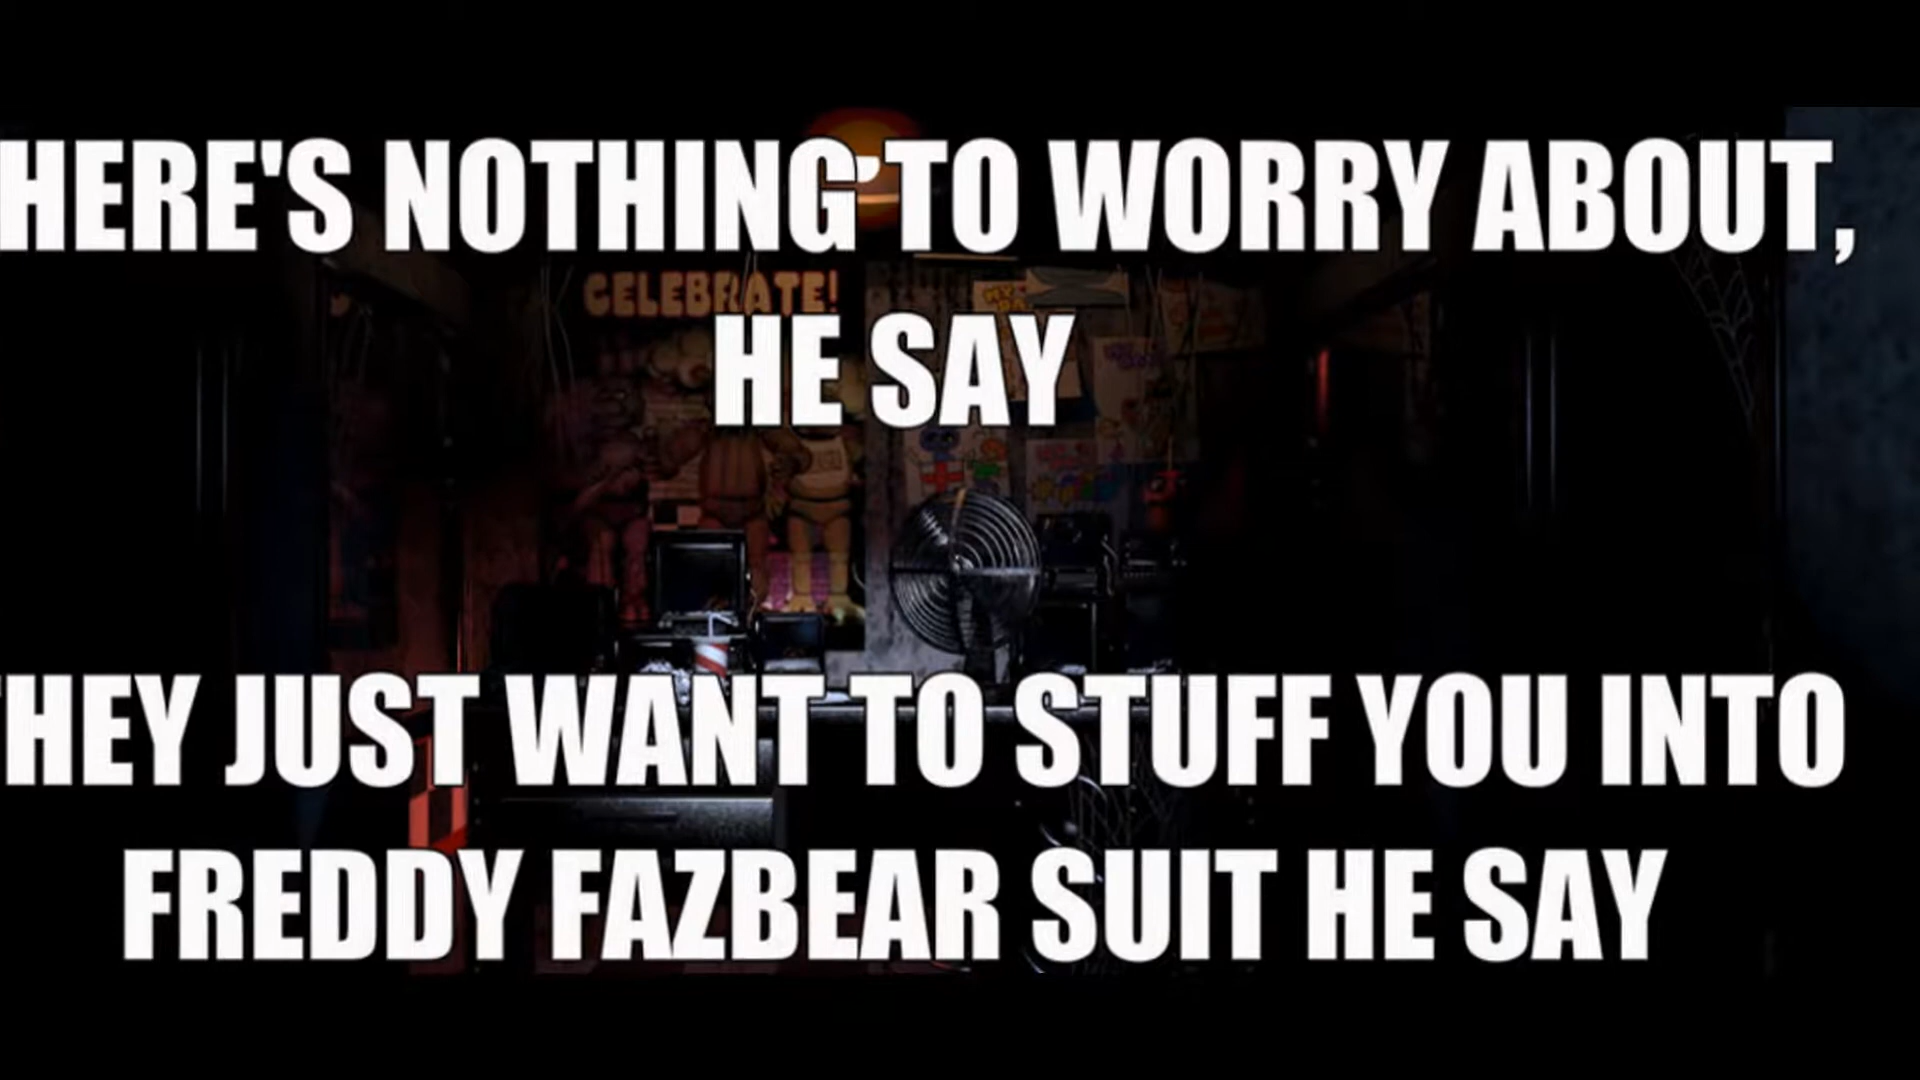 HERE'S NOTHING TO WORRY ABOUT,
HE SAY
CELEBRATE!
HEY JUST WANT TO STUFF YOU INTO
FREDDY FAZBEAR SUIT HE SAY